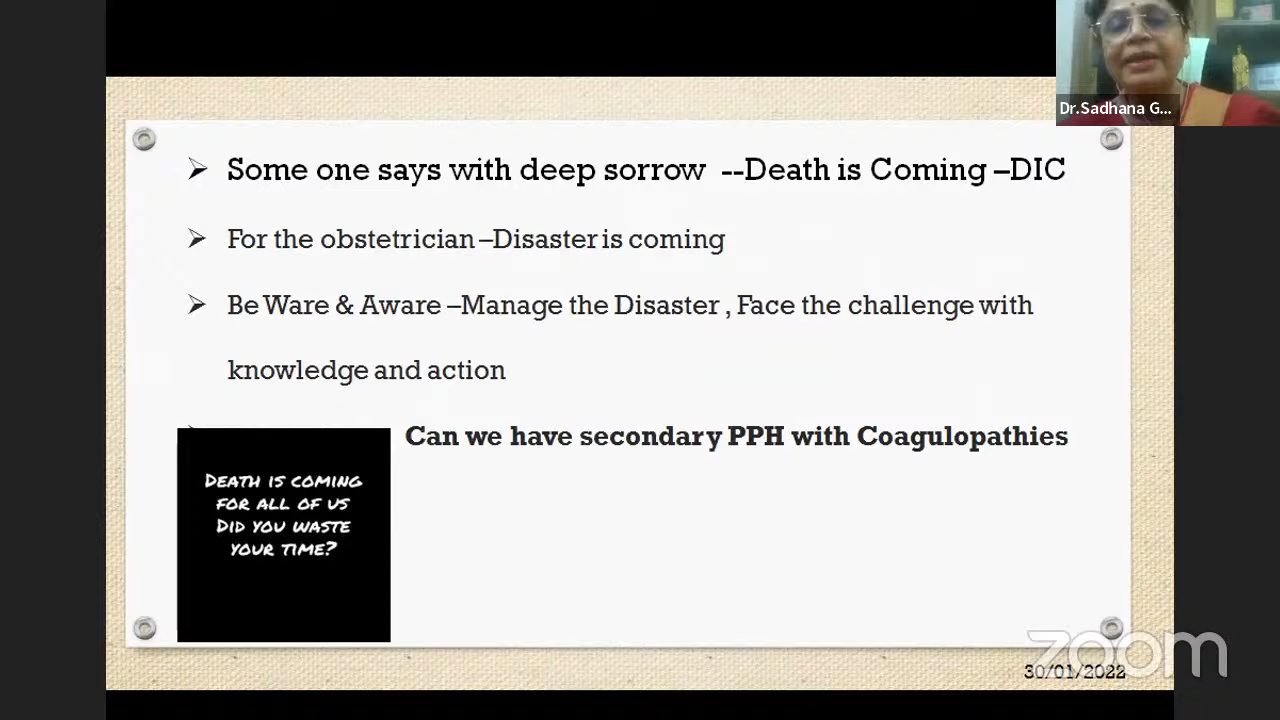 Dr.Sadhana G...
Some one says with deep sorrow --Death is Coming –DIC
For the obstetrician –Disaster is coming
Be Ware & Aware –Manage the Disaster , Face the challenge with
knowledge and action
Can we have secondary PPH with Coagulopathies
DEATH IS COMING
FOR ALL OF US
DID YOU WASTE
YOUR TIME?
zoom
30/01/2022